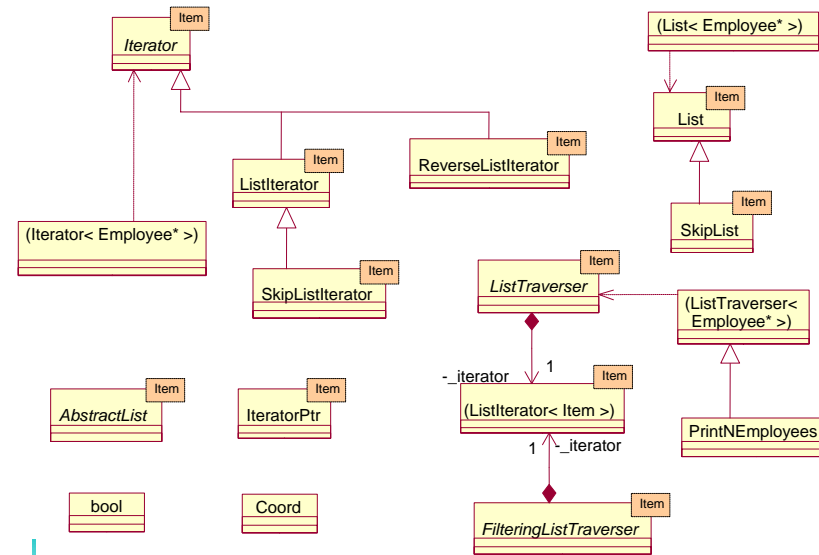 Item
Iterator
(List< Employee* >)
Item
List
Item
ListIterator
Item
ReverseListIterator
(Iterator< Employee* >)
Item
SkipList
Item
SkipListIterator
Item
ListTraverser
(ListTraverser<
Employee* >)
1
-_iterator
Item
AbstractList
Item
IteratorPtr
Item
(ListIterator< Item >)
PrintNEmployees
1
-_iterator
bool
Coord
Item
FilteringListTraverser